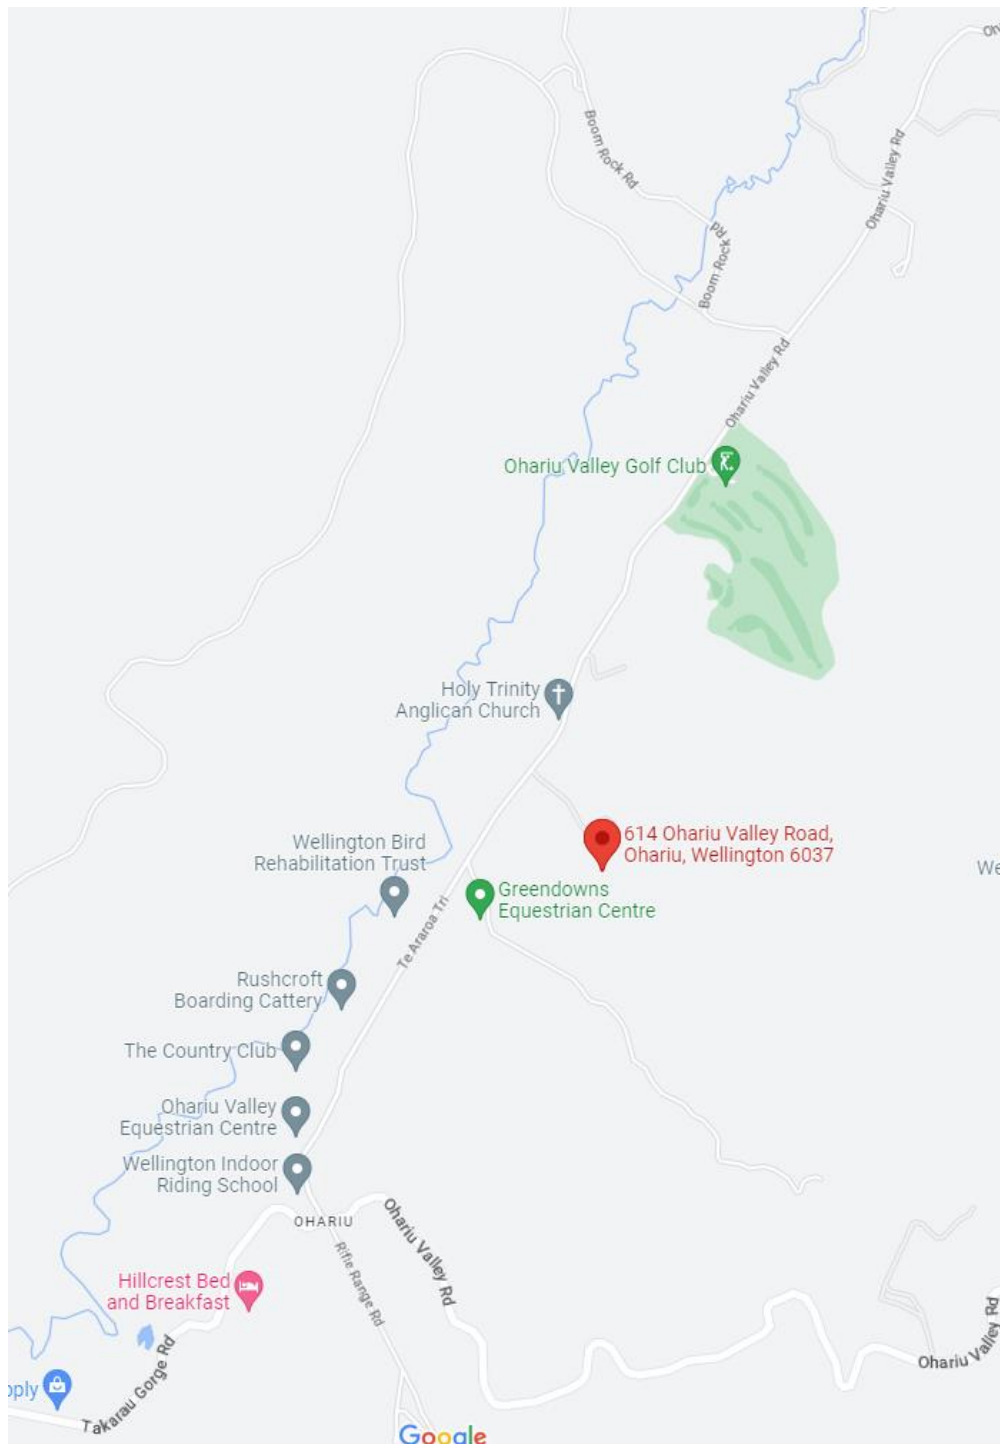 Oh
Boom Rock Rd
Ohariu Valley Rd
Boom Rock Rd
Ohariu Valley Rd
Ohariu Valley Golf Club
Holy Trinity
Anglican Church
614 Ohariu Valley Road,
Ohariu, Wellington 6037
Wellington Bird
Rehabilitation Trust
We
Greendowns
Equestrian Centre
Te Araroa Trl
Rushcroft
Boarding Cattery
The Country Club
Ohariu Valley
Equestrian Centre
Wellington Indoor
Riding School
OHARIU
Ohariu Valley Rd
Rifle Range Rd
Hillcrest Bed
and Breakfast
Ohariu Valley Rd
Takarau Gorge Rd
pply
Google